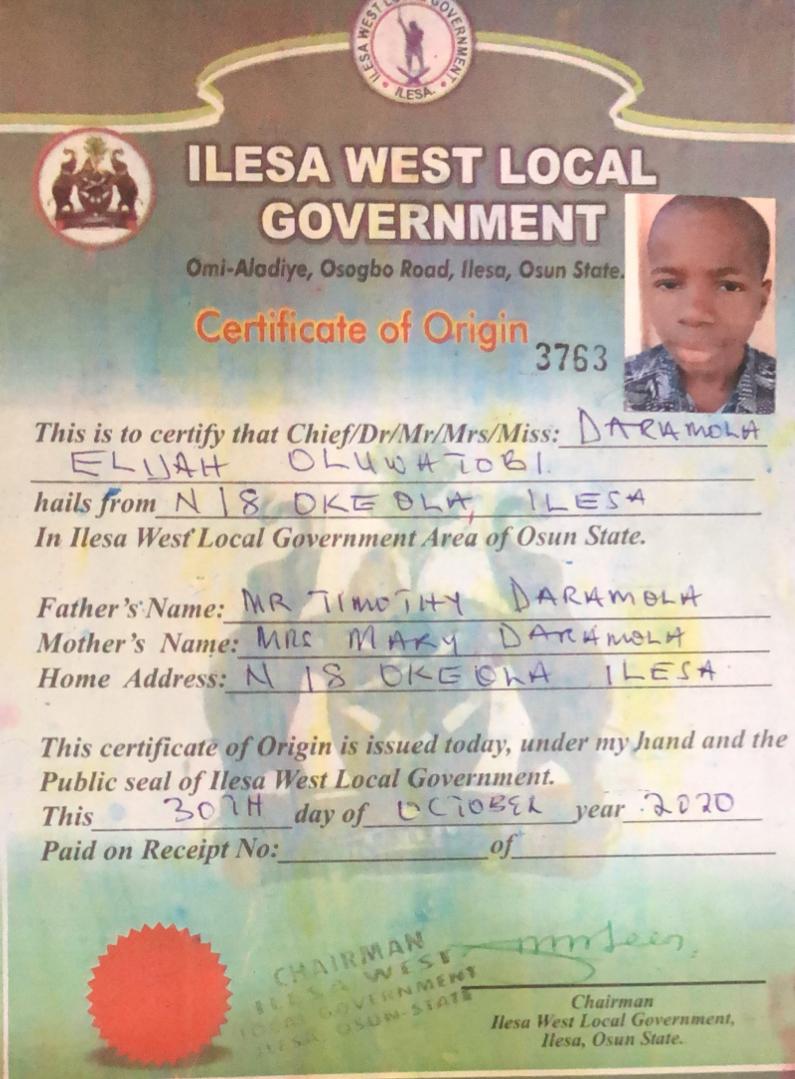 ILESA WEST LOCAL GOVERNMENT
ILESA.
ILESA WEST LOCAL
GOVERNMENT
Omi-Aladiye, Osogbo Road, Ilesa, Osun State.
Certificate of Origin
3763
This is to certify that Chief/Dr/Mr/Mrs/Miss: DARAMOLA
ELIJAH OLUWATOBI.
hails from N 18 OKE OLA, ILESA
In Ilesa West Local Government Area of Osun State.
Father's Name: MR TIMOTHY DARAMOLA
Mother's Name: MRS MARY DARAMOLA
Home Address: N 18 OKEOLA ILESA
This certificate of Origin is issued today, under my hand and the
Public seal of Ilesa West Local Government.
This 30TH day of OCTOBER year 2020
Paid on Receipt No: of
CHAIRMAN
ILESA WEST
LOCAL GOVERNMENT
ILESA, OSUN-STATE
Chairman
Ilesa West Local Government,
Ilesa, Osun State.